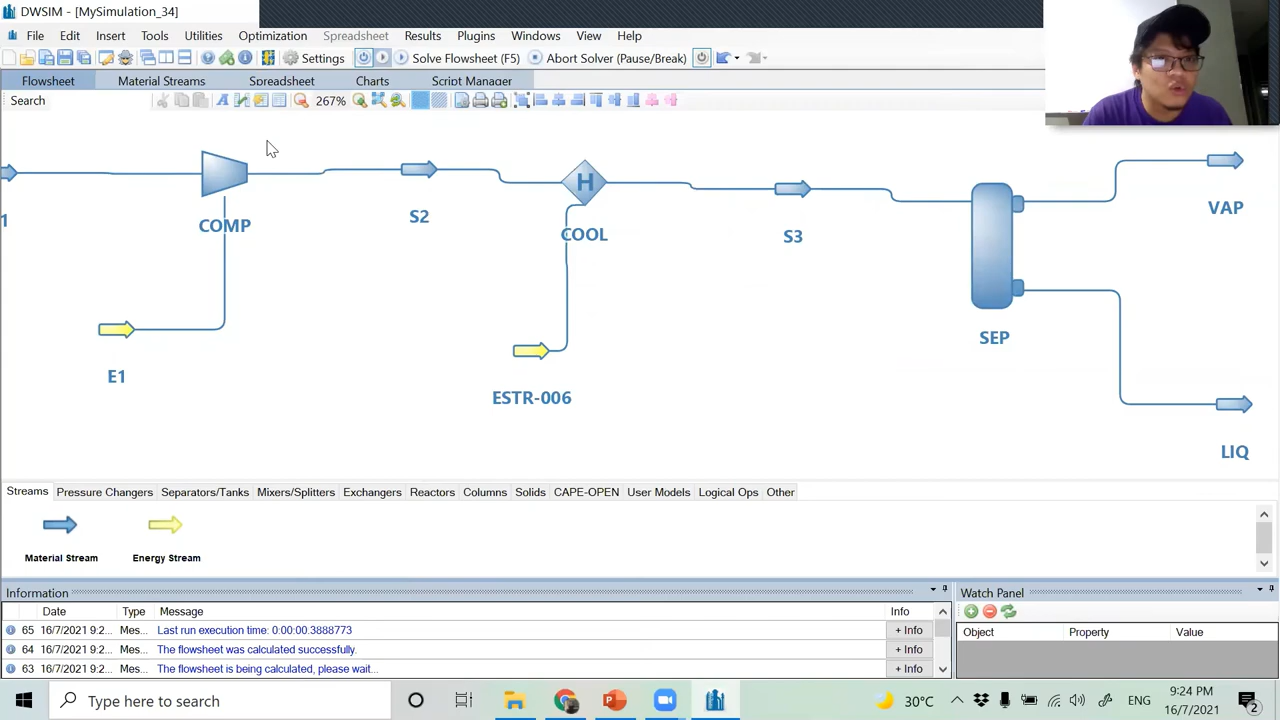 DWSIM - [MySimulation_34]
File Edit Insert Tools Utilities Optimization Spreadsheet Results Plugins Windows View Help
Settings Solve Flowsheet (F5) Abort Solver (Pause/Break)
Flowsheet Material Streams Spreadsheet Charts Script Manager
Search 267%
H
COMP
S2
COOL
S3
VAP
1
SEP
E1
ESTR-006
LIQ
Streams Pressure Changers Separators/Tanks Mixers/Splitters Exchangers Reactors Columns Solids CAPE-OPEN User Models Logical Ops Other
Material Stream Energy Stream
Information Watch Panel
Date Type Message Info
65 16/7/2021 9:2... Mes... Last run execution time: 0:00:00.3888773 + Info
64 16/7/2021 9:2... Mes... The flowsheet was calculated successfully. + Info
63 16/7/2021 9:2... Mes... The flowsheet is being calculated, please wait... + Info
Object Property Value
Type here to search
30°C ENG
9:24 PM
16/7/2021
2